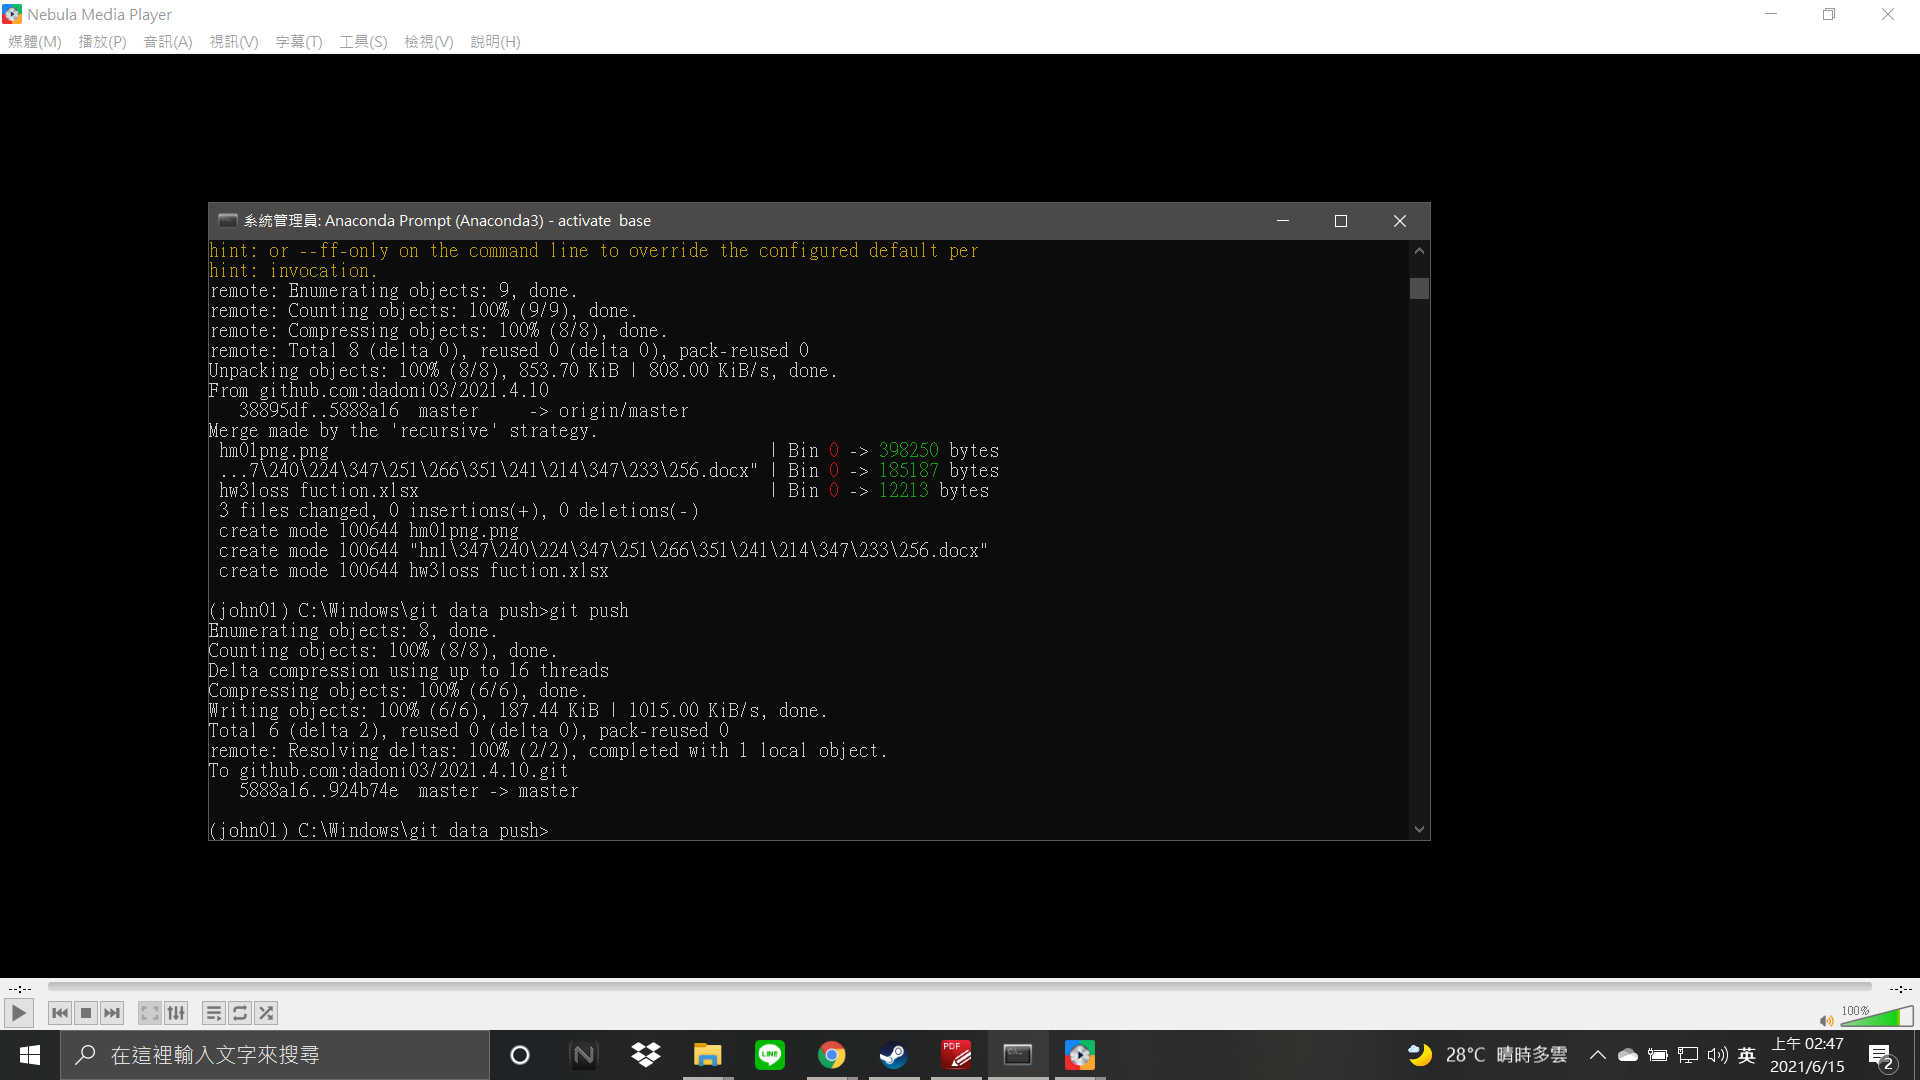 Nebula Media Player
媒體(M) 播放(P) 音訊(A) 視訊(V) 字幕(T) 工具(S) 檢視(V) 說明(H)
系統管理員: Anaconda Prompt (Anaconda3) - activate  base
hint: or --ff-only on the command line to override the configured default per
hint: invocation.
remote: Enumerating objects: 9, done.
remote: Counting objects: 100% (9/9), done.
remote: Compressing objects: 100% (8/8), done.
remote: Total 8 (delta 0), reused 0 (delta 0), pack-reused 0
Unpacking objects: 100% (8/8), 853.70 KiB | 808.00 KiB/s, done.
From github.com:dadoni03/2021.4.10
   38895df..5888a16  master     -> origin/master
Merge made by the 'recursive' strategy.
 hm01png.png | Bin 0 -> 398250 bytes
 ...7\240\224\347\251\266\351\241\214\347\233\256.docx" | Bin 0 -> 185187 bytes
 hw3loss fuction.xlsx | Bin 0 -> 12213 bytes
 3 files changed, 0 insertions(+), 0 deletions(-)
 create mode 100644 hm01png.png
 create mode 100644 "hn1\347\240\224\347\251\266\351\241\214\347\233\256.docx"
 create mode 100644 hw3loss fuction.xlsx
(john01) C:\Windows\git data push>git push
Enumerating objects: 8, done.
Counting objects: 100% (8/8), done.
Delta compression using up to 16 threads
Compressing objects: 100% (6/6), done.
Writing objects: 100% (6/6), 187.44 KiB | 1015.00 KiB/s, done.
Total 6 (delta 2), reused 0 (delta 0), pack-reused 0
remote: Resolving deltas: 100% (2/2), completed with 1 local object.
To github.com:dadoni03/2021.4.10.git
   5888a16..924b74e  master -> master
(john01) C:\Windows\git data push>
--:-- --:--
100%
在這裡輸入文字來搜尋
N
LINE
PDF
28°C 晴時多雲
英
上午 02:47
2021/6/15
2